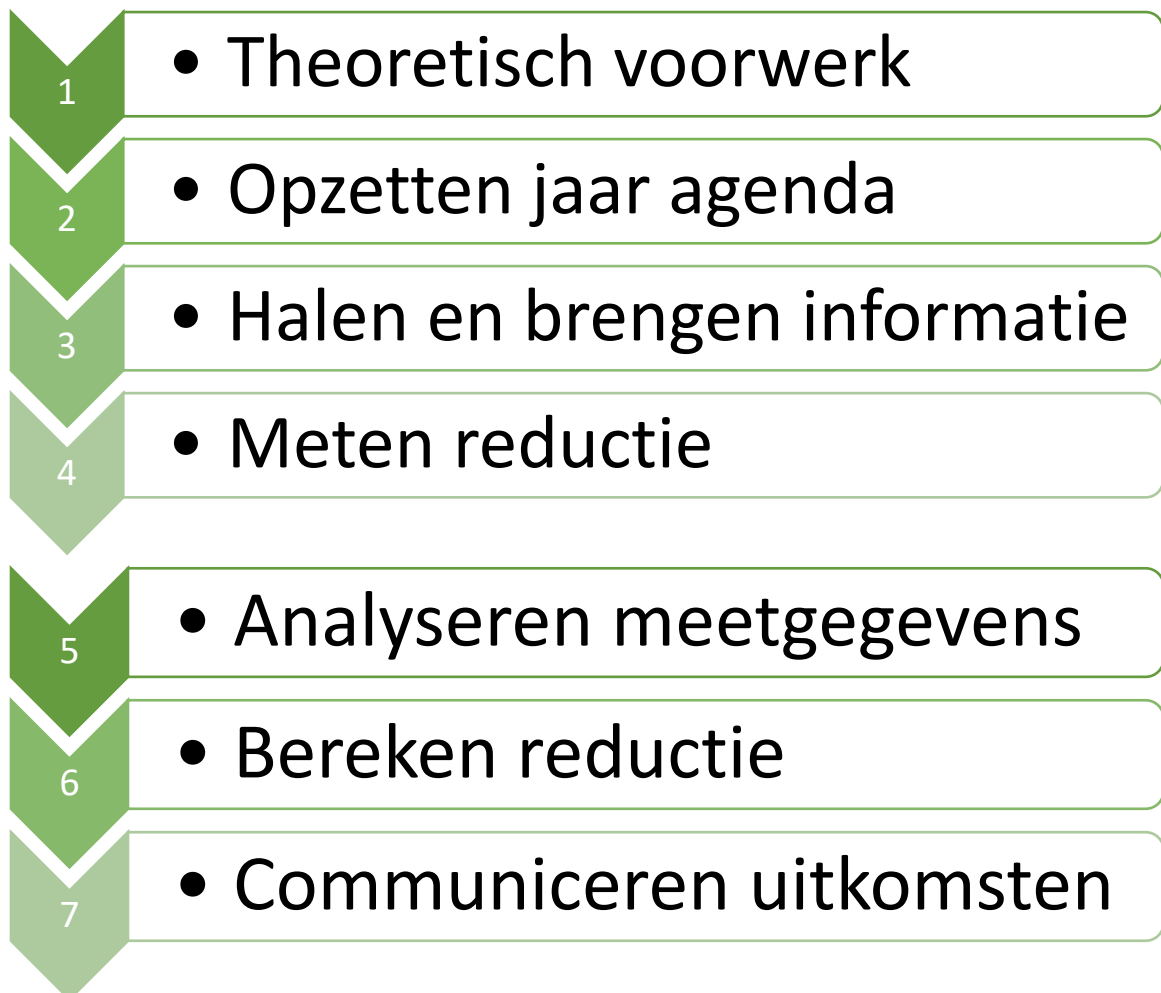 1 • Theoretisch voorwerk
2 • Opzetten jaar agenda
3 • Halen en brengen informatie
4 • Meten reductie
5 • Analyseren meetgegevens
6 • Bereken reductie
7 • Communiceren uitkomsten